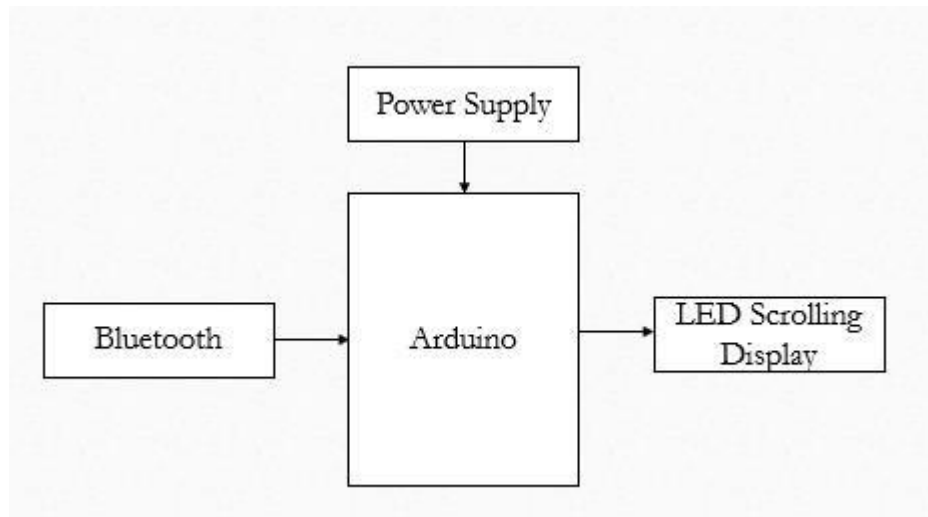 Power Supply
Bluetooth
Arduino
LED Scrolling
Display